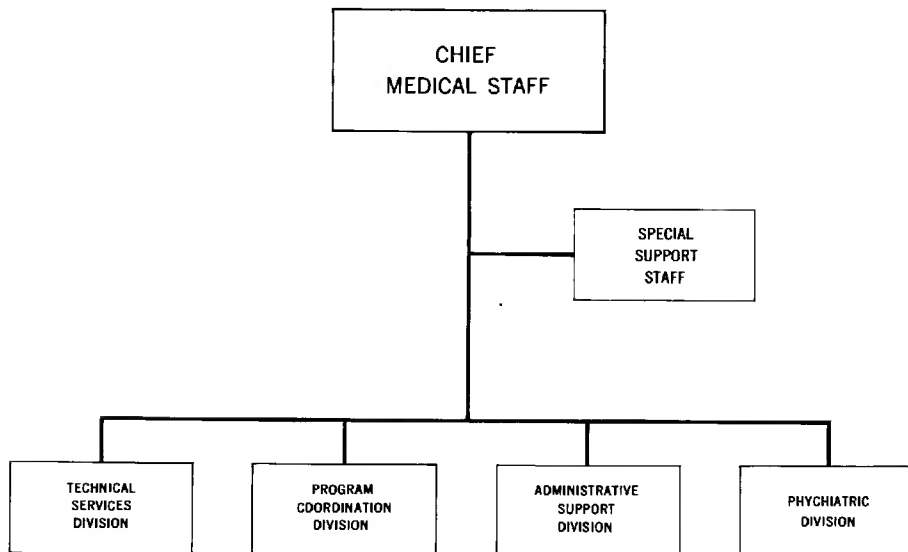 CHIEF
MEDICAL STAFF
SPECIAL
SUPPORT
STAFF
TECHNICAL
SERVICES
DIVISION
PROGRAM
COORDINATION
DIVISION
ADMINISTRATIVE
SUPPORT
DIVISION
PHYCHIATRIC
DIVISION